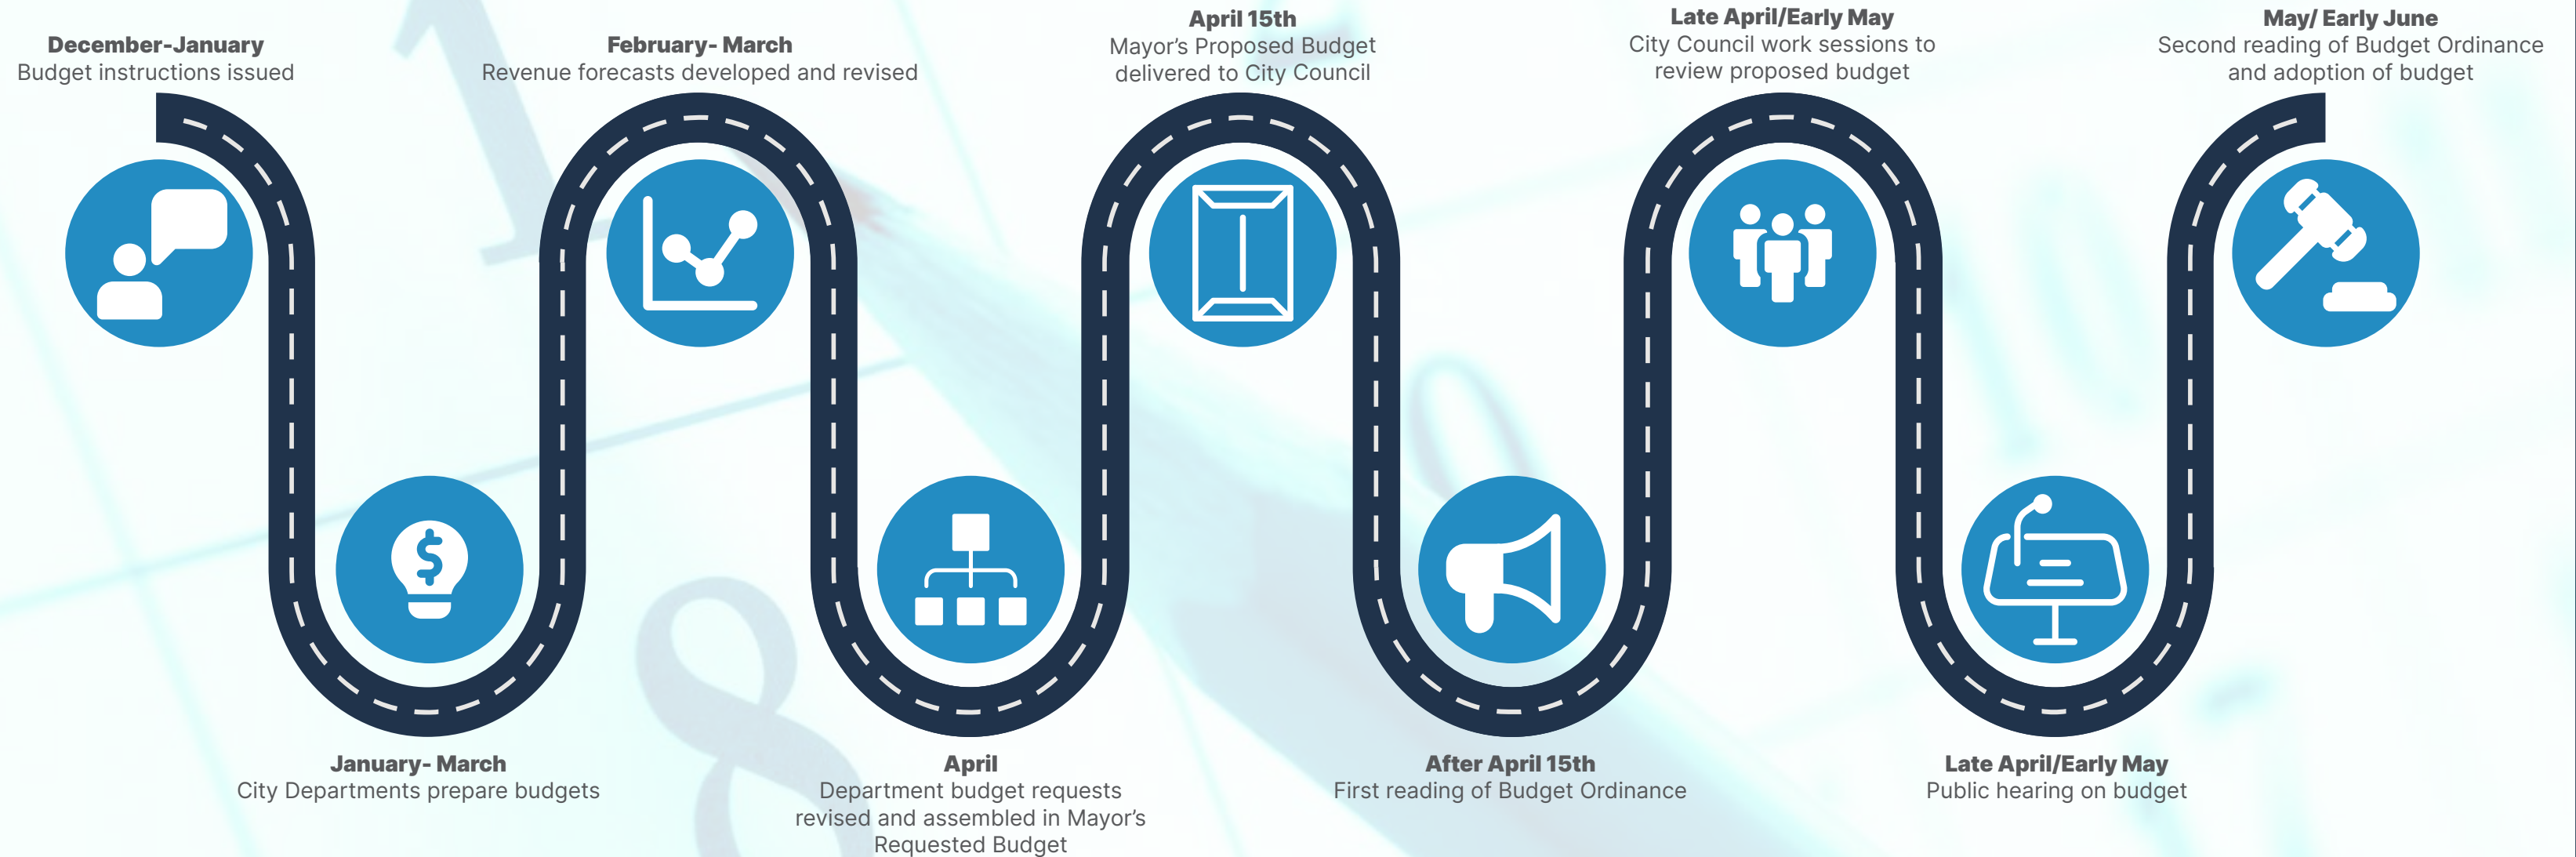 December-January
Budget instructions issued
January- March
City Departments prepare budgets
February- March
Revenue forecasts developed and revised
April
Department budget requests
revised and assembled in Mayor’s
Requested Budget
April 15th
Mayor’s Proposed Budget
delivered to City Council
After April 15th
First reading of Budget Ordinance
Late April/Early May
City Council work sessions to
review proposed budget
Late April/Early May
Public hearing on budget
May/ Early June
Second reading of Budget Ordinance
and adoption of budget
$
1
8
9
10